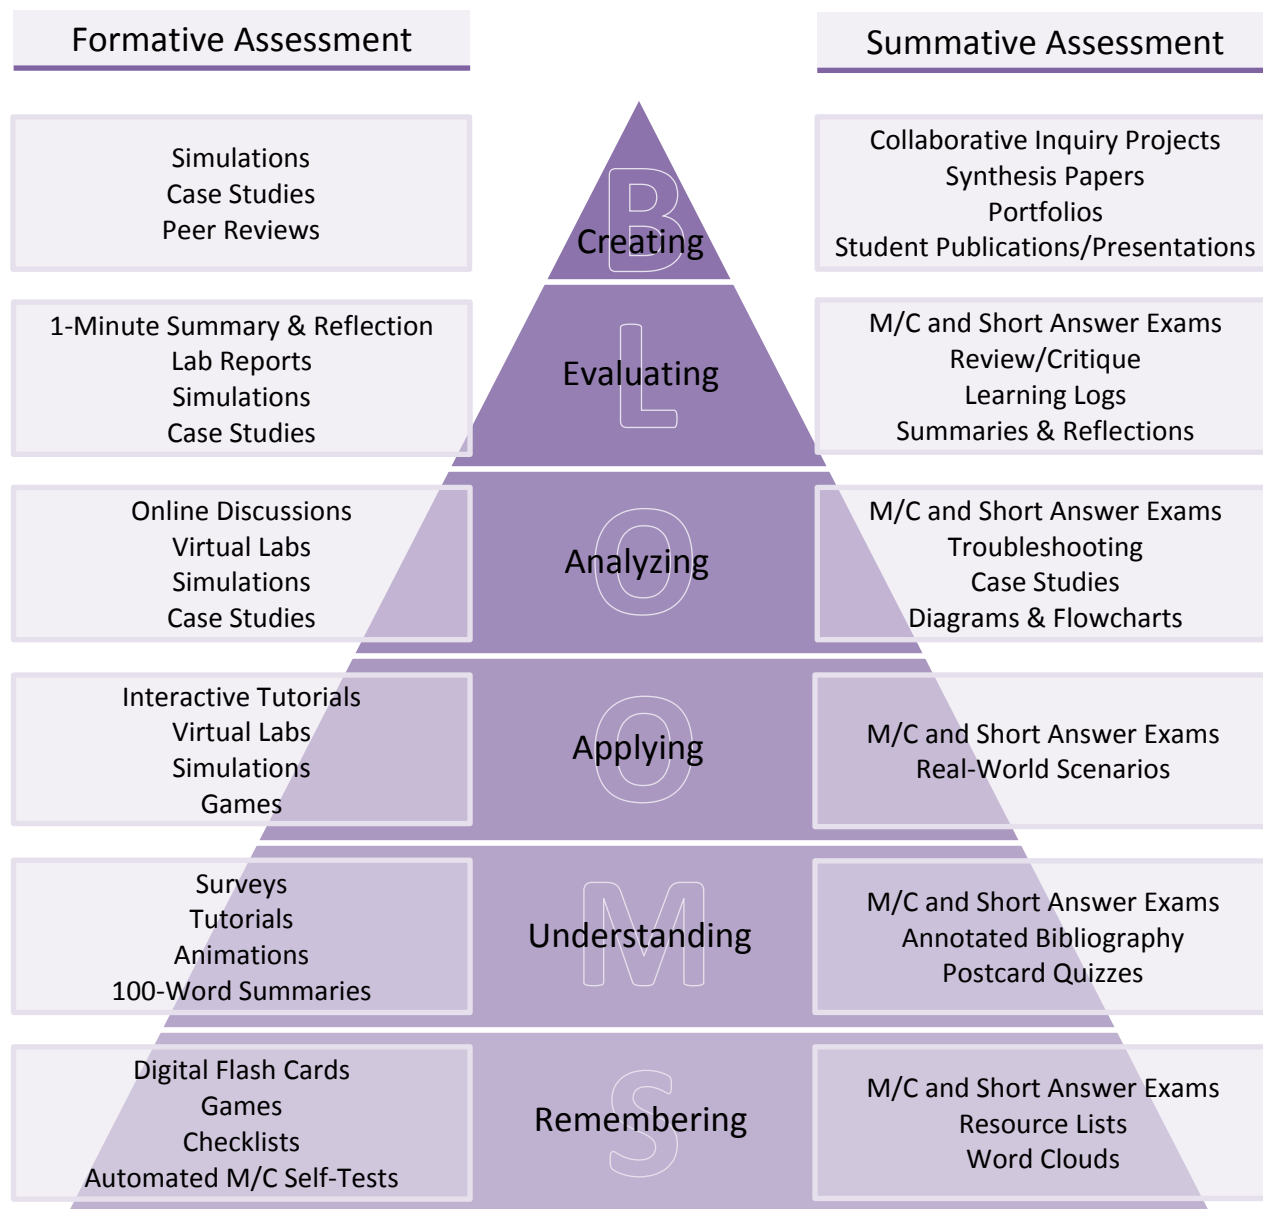 Formative Assessment
Summative Assessment
Simulations
Case Studies
Peer Reviews
B
Creating
Collaborative Inquiry Projects
Synthesis Papers
Portfolios
Student Publications/Presentations
1-Minute Summary & Reflection
Lab Reports
Simulations
Case Studies
L
Evaluating
M/C and Short Answer Exams
Review/Critique
Learning Logs
Summaries & Reflections
Online Discussions
Virtual Labs
Simulations
Case Studies
O
Analyzing
M/C and Short Answer Exams
Troubleshooting
Case Studies
Diagrams & Flowcharts
Interactive Tutorials
Virtual Labs
Simulations
Games
O
Applying
M/C and Short Answer Exams
Real-World Scenarios
Surveys
Tutorials
Animations
100-Word Summaries
M
Understanding
M/C and Short Answer Exams
Annotated Bibliography
Postcard Quizzes
Digital Flash Cards
Games
Checklists
Automated M/C Self-Tests
S
Remembering
M/C and Short Answer Exams
Resource Lists
Word Clouds